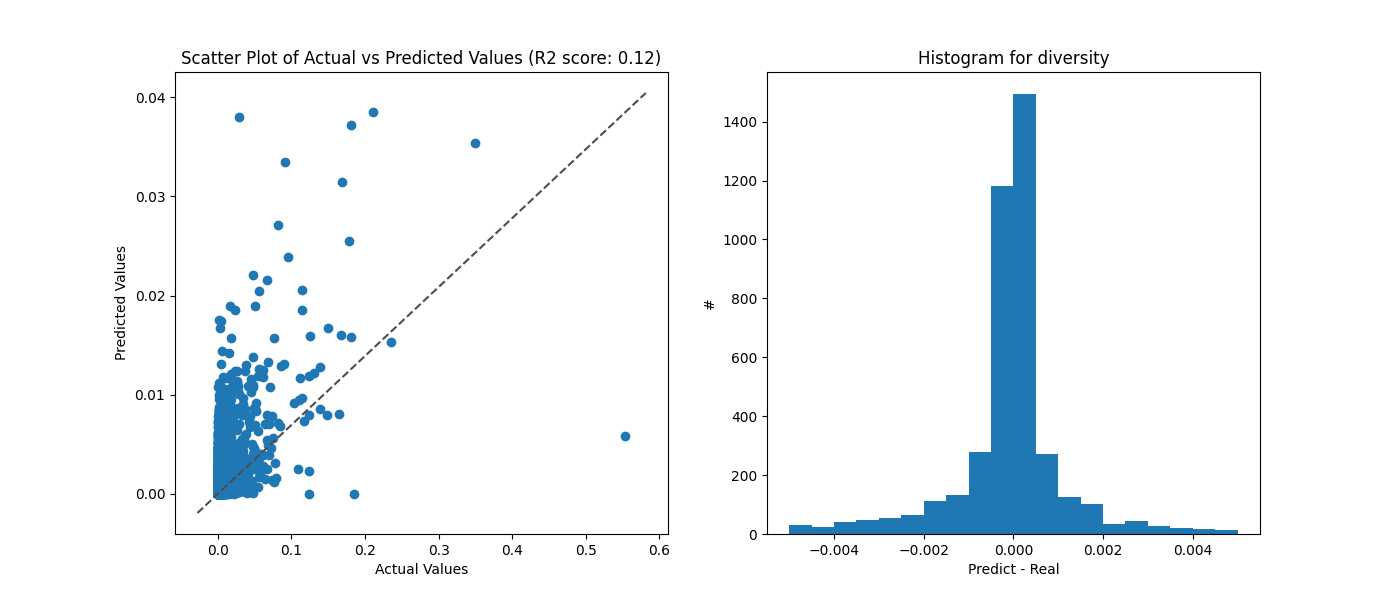 Scatter Plot of Actual vs Predicted Values (R2 score: 0.12)
0.04
0.03
0.02
0.01
0.00
Predicted Values
0.0 0.1 0.2 0.3 0.4 0.5 0.6
Actual Values
Histogram for diversity
1400
1200
1000
800
600
400
200
0
#
−0.004 −0.002 0.000 0.002 0.004
Predict - Real